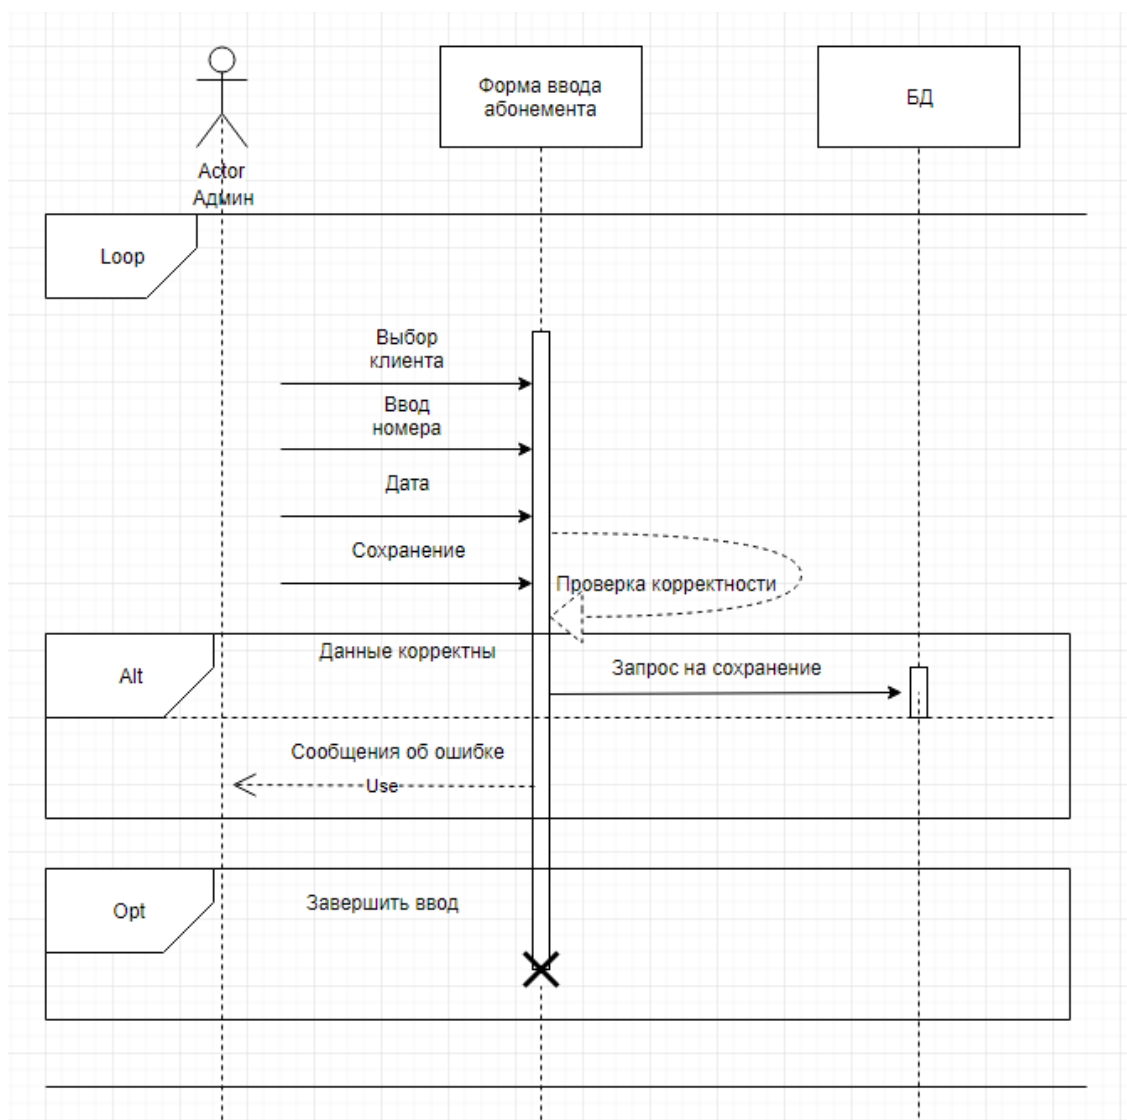 Форма ввода
абонемента
БД
Actor
Админ
Loop
Выбор
клиента
Ввод
номера
Дата
Сохранение
Проверка корректности
Данные корректны
Запрос на сохранение
Alt
Сообщения об ошибке
Use
Завершить ввод
Opt